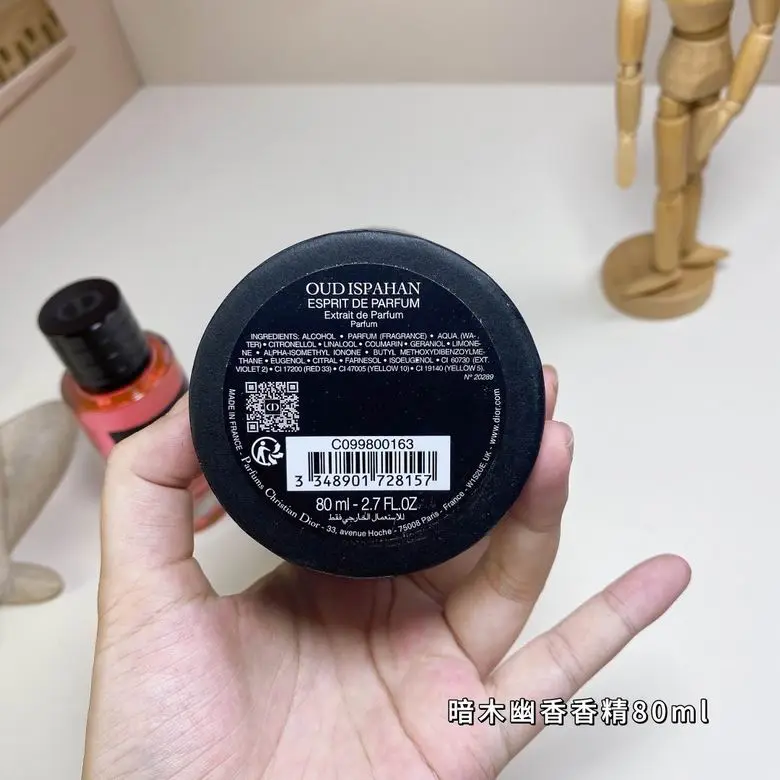 OUD ISPAHAN
ESPRIT DE PARFUM
Extrait de Parfum
Parfum
INGREDIENTS: ALCOHOL • PARFUM (FRAGRANCE) • AQUA (WA-
TER) • CITRONELLOL • LINALOOL • COUMARIN • GERANIOL • LIMONE-
NE • ALPHA-ISOMETHYL IONONE • BUTYL METHOXYDIBENZOYLME-
THANE • EUGENOL • CITRAL • FARNESOL • ISOEUGENOL • CI 60730 (EXT.
VIOLET 2) • CI 17200 (RED 33) • CI 47005 (YELLOW 10) • CI 19140 (YELLOW 5).
N° 20289
C099800163
3 348901 728157
80 ml - 2.7 FL.OZ
للاستعمال الخارجي فقط
MADE IN FRANCE - Parfums Christian Dior - 33, avenue Hoche - 75008 Paris - France - W1S2UE.UK - www.dior.com
暗木幽香香精80ml